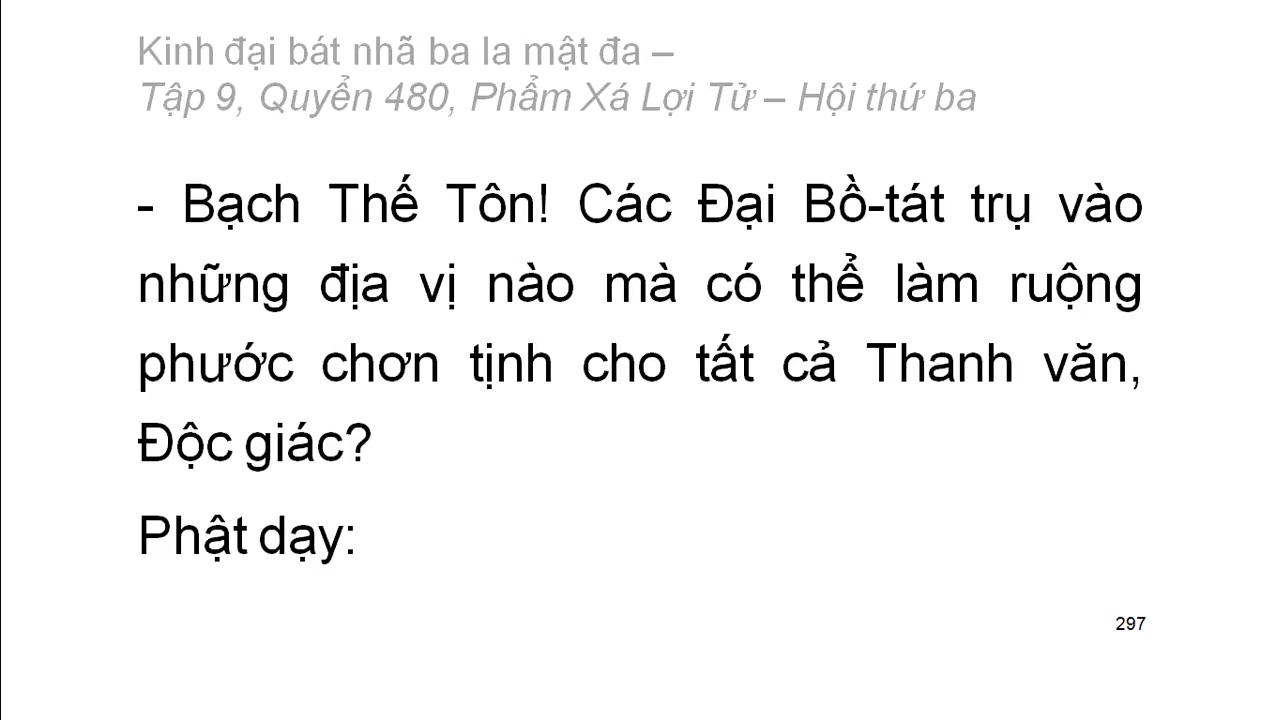 Kinh đại bát nhã ba la mật đa –
Tập 9, Quyển 480, Phẩm Xá Lợi Tử – Hội thứ ba
- Bạch Thế Tôn! Các Đại Bồ-tát trụ vào
những địa vị nào mà có thể làm ruộng
phước chơn tịnh cho tất cả Thanh văn,
Độc giác?
Phật dạy:
297